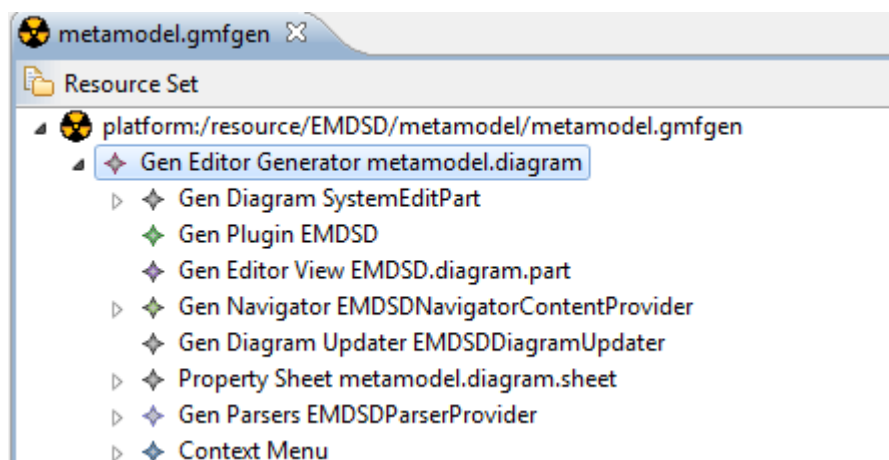 metamodel.gmfgen
Resource Set
platform:/resource/EMDSD/metamodel/metamodel.gmfgen
Gen Editor Generator metamodel.diagram
Gen Diagram SystemEditPart
Gen Plugin EMDSD
Gen Editor View EMDSD.diagram.part
Gen Navigator EMDSDNavigatorContentProvider
Gen Diagram Updater EMDSDDiagramUpdater
Property Sheet metamodel.diagram.sheet
Gen Parsers EMDSDParserProvider
Context Menu